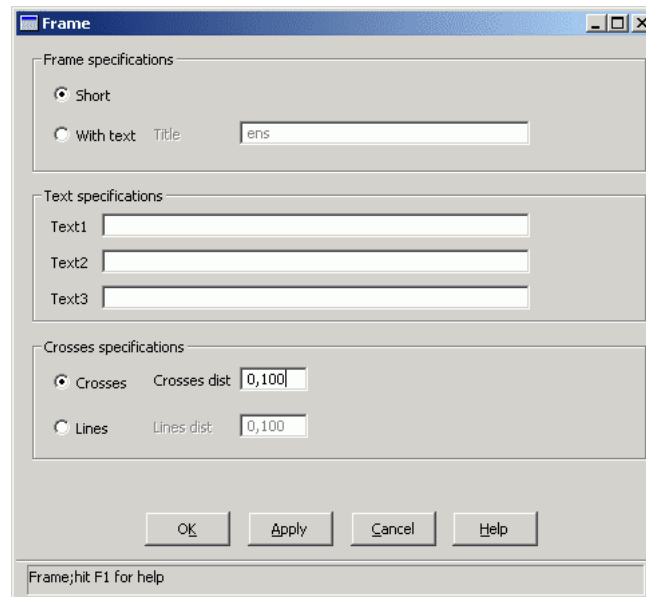 Frame
Frame specifications
Short
With text Title ens
Text specifications
Text1
Text2
Text3
Crosses specifications
Crosses Crosses dist 0,100
Lines Lines dist 0,100
OK Apply Cancel Help
Frame;hit F1 for help